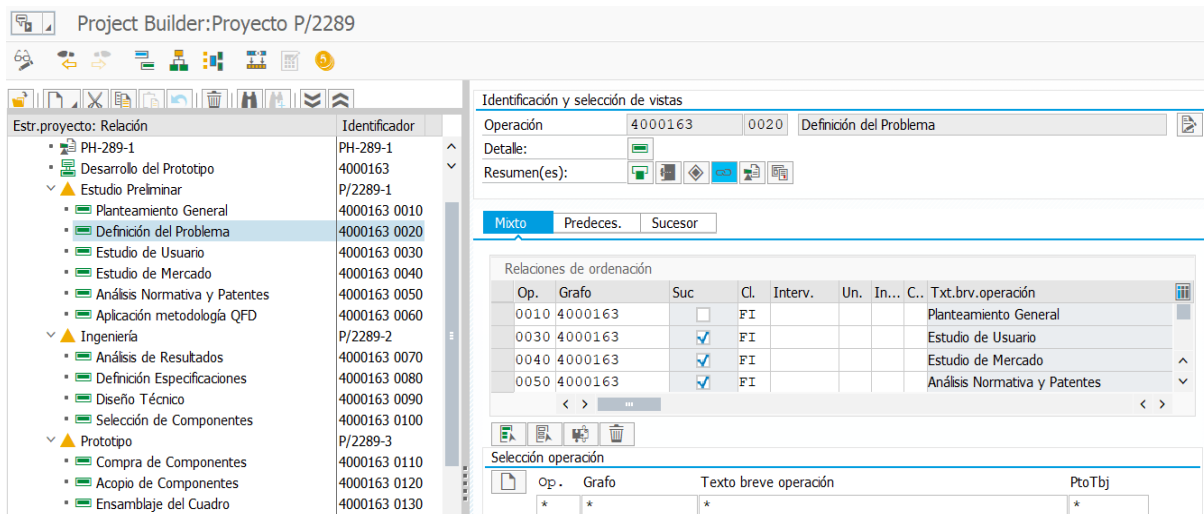 Project Builder:Proyecto P/2289
Identificación y selección de vistas
Estr.proyecto: Relación Identificador
PH-289-1 PH-289-1
Desarrollo del Prototipo 4000163
Estudio Preliminar P/2289-1
Planteamiento General 4000163 0010
Definición del Problema 4000163 0020
Estudio de Usuario 4000163 0030
Estudio de Mercado 4000163 0040
Análisis Normativa y Patentes 4000163 0050
Aplicación metodología QFD 4000163 0060
Ingeniería P/2289-2
Análisis de Resultados 4000163 0070
Definición Especificaciones 4000163 0080
Diseño Técnico 4000163 0090
Selección de Componentes 4000163 0100
Prototipo P/2289-3
Compra de Componentes 4000163 0110
Acopio de Componentes 4000163 0120
Ensamblaje del Cuadro 4000163 0130
Operación 4000163 0020 Definición del Problema
Detalle:
Resumen(es):
Mixto Predeces. Sucesor
Relaciones de ordenación
Op. Grafo Suc Cl. Interv. Un. In... C.. Txt.brv.operación
0010 4000163 FI Planteamiento General
0030 4000163 FI Estudio de Usuario
0040 4000163 FI Estudio de Mercado
0050 4000163 FI Análisis Normativa y Patentes
Selección operación
Op. Grafo Texto breve operación PtoTbj
* * * *